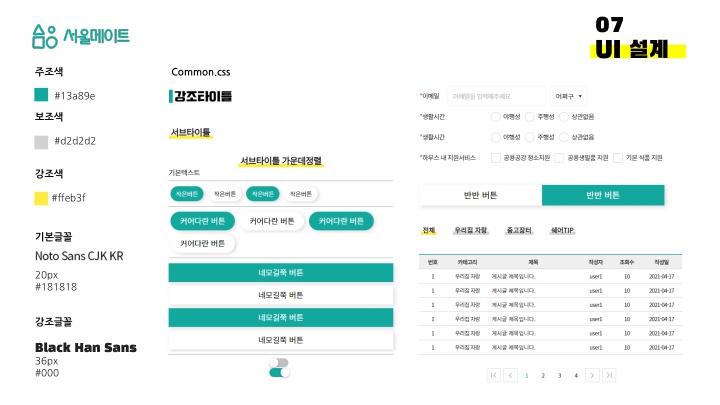 서울메이트
07
UI 설계
주조색
#13a89e
보조색
#d2d2d2
강조색
#ffeb3f
기본글꼴
Noto Sans CJK KR
20px
#181818
강조글꼴
Black Han Sans
36px
#000
Common.css
강조타이틀
서브타이틀
서브타이틀 가운데정렬
기본텍스트
작은버튼 작은버튼 작은버튼 작은버튼
커어다란 버튼 커어다란 버튼 커어다란 버튼
커어다란 버튼
네모길쭉 버튼
네모길쭉 버튼
네모길쭉 버튼
네모길쭉 버튼
*이메일 이메일을 입력해주세요 어쩌구 ▼
*생활시간 야행성 주행성 상관없음
*생활시간 야행성 주행성 상관없음
*하우스 내 지원서비스 공용공간 청소지원 공용생필품 지원 기본 식품 지원
반반 버튼 반반 버튼
전체 우리집 자랑 중고장터 쉐어TIP
번호 카테고리 제목 작성자 조회수 작성일
1 우리집 자랑 게시글 제목입니다. user1 10 2021-04-17
1 우리집 자랑 게시글 제목입니다. user1 10 2021-04-17
1 우리집 자랑 게시글 제목입니다. user1 10 2021-04-17
1 우리집 자랑 게시글 제목입니다. user1 10 2021-04-17
1 우리집 자랑 게시글 제목입니다. user1 10 2021-04-17
1 우리집 자랑 게시글 제목입니다. user1 10 2021-04-17
1 2 3 4